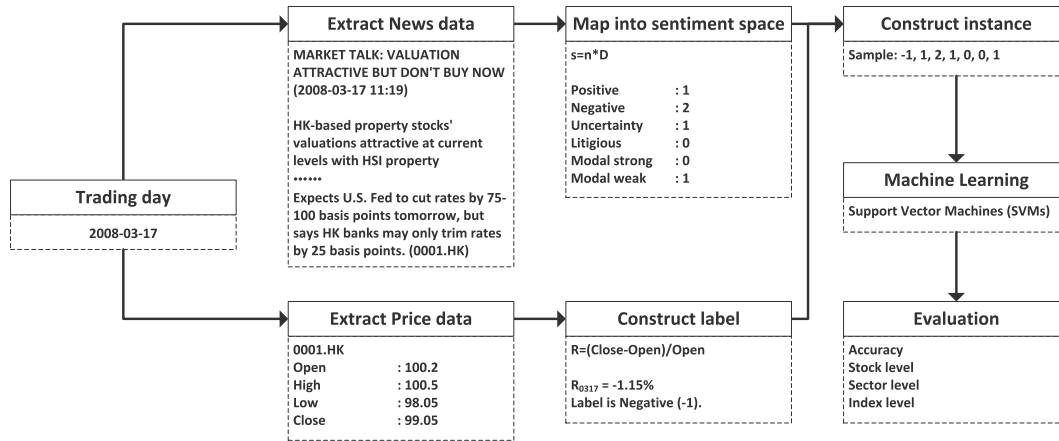 Trading day
2008-03-17
Extract News data
MARKET TALK: VALUATION
ATTRACTIVE BUT DON'T BUY NOW
(2008-03-17 11:19)
HK-based property stocks'
valuations attractive at current
levels with HSI property
••••••
Expects U.S. Fed to cut rates by 75-
100 basis points tomorrow, but
says HK banks may only trim rates
by 25 basis points. (0001.HK)
Extract Price data
0001.HK
Open : 100.2
High : 100.5
Low : 98.05
Close : 99.05
Map into sentiment space
s=n*D
Positive : 1
Negative : 2
Uncertainty : 1
Litigious : 0
Modal strong : 0
Modal weak : 1
Construct label
R=(Close-Open)/Open
R0317 = -1.15%
Label is Negative (-1).
Construct instance
Sample: -1, 1, 2, 1, 0, 0, 1
Machine Learning
Support Vector Machines (SVMs)
Evaluation
Accuracy
Stock level
Sector level
Index level